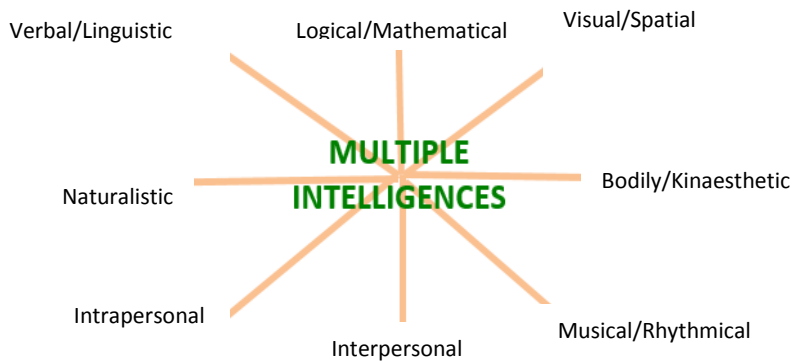 Verbal/Linguistic
Logical/Mathematical
Visual/Spatial
MULTIPLE
INTELLIGENCES
Naturalistic
Bodily/Kinaesthetic
Intrapersonal
Interpersonal
Musical/Rhythmical